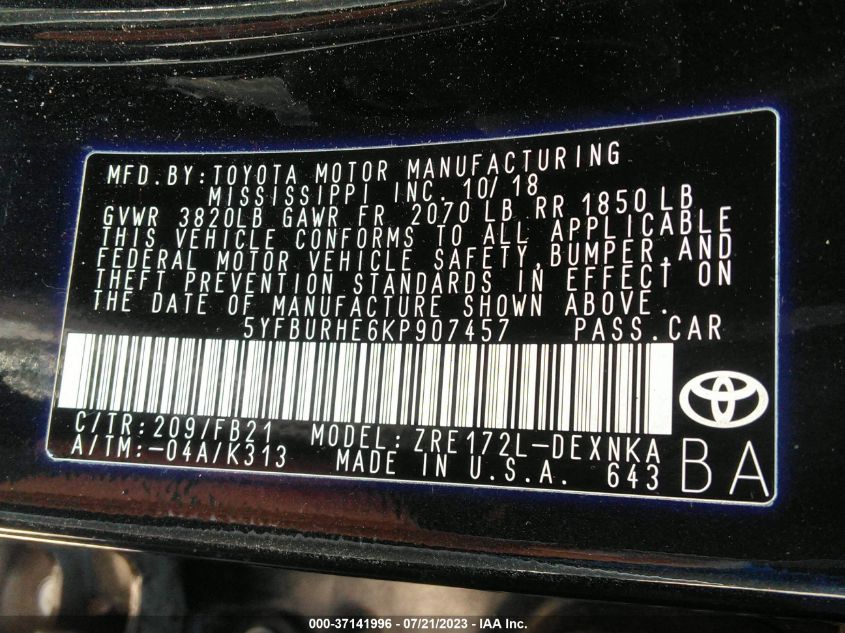 MFD.BY:TOYOTA MOTOR MANUFACTURING
MISSISSIPPI INC. 10/18
GVWR 3820LB GAWR FR 2070 LB RR 1850 LB
THIS VEHICLE CONFORMS TO ALL APPLICABLE
FEDERAL MOTOR VEHICLE SAFETY,BUMPER,AND
THEFT PREVENTION STANDARDS IN EFFECT ON
THE DATE OF MANUFACTURE SHOWN ABOVE.
5YFBURHE6KP907457 PASS.CAR
C/TR:209/FB21 MODEL:ZRE172L-DEXNKA
A/TM:-04A/K313 MADE IN U.S.A. 643
BA
000-37141996 / 07/21/2023 - IAA Inc.